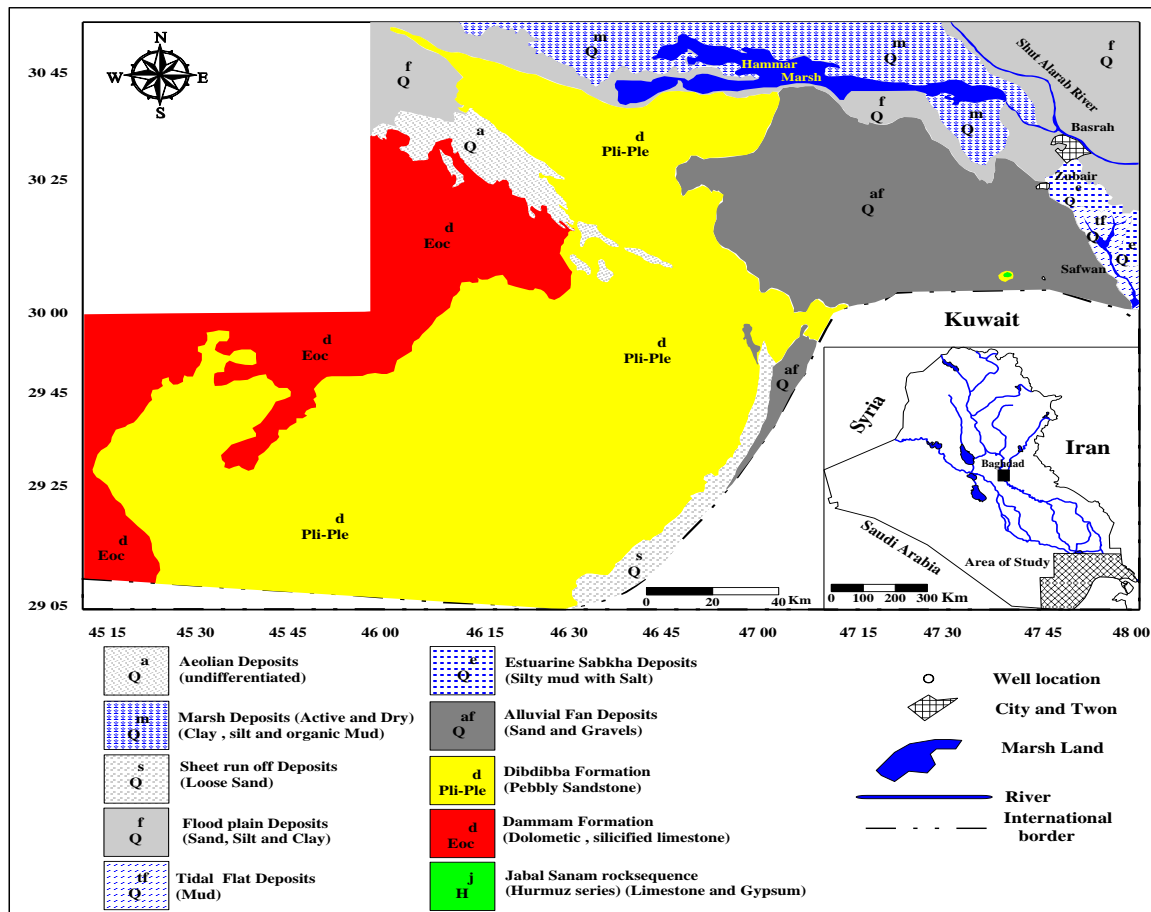 N
W E
S
30 45
30 25
30 00
29 45
29 25
29 05
m
Q
f
Q
Hammar
Marsh
m
Q
Shut Alarab River
f
Q
a
Q
d
Pli-Ple
f
Q
m
Q
Basrah
d
Eoc
af
Q
Zubair
e
Q
tf
Q
e
Q
Safwan
Kuwait
d
Eoc
d
Pli-Ple
af
Q
d
Pli-Ple
d
Eoc
s
Q
0 20 40 Km
Syria
Iran
Baghdad
Saudi Arabia
Area of Study
0 100 200 300 Km
45 15 45 30 45 45 46 00 46 15 46 30 46 45 47 00 47 15 47 30 47 45 48 00
a
Q
Aeolian Deposits
(undifferentiated)
m
Q
Marsh Deposits (Active and Dry)
(Clay , silt and organic Mud)
s
Q
Sheet run off Deposits
(Loose Sand)
f
Q
Flood plain Deposits
(Sand, Silt and Clay)
tf
Q
Tidal Flat Deposits
(Mud)
e
Q
Estuarine Sabkha Deposits
(Silty mud with Salt)
af
Q
Alluvial Fan Deposits
(Sand and Gravels)
d
Pli-Ple
Dibdibba Formation
(Pebbly Sandstone)
d
Eoc
Dammam Formation
(Dolometic , silicified limestone)
j
H
Jabal Sanam rocksequence
(Hurmuz series) (Limestone and Gypsum)
Well location
City and Twon
Marsh Land
River
International
border